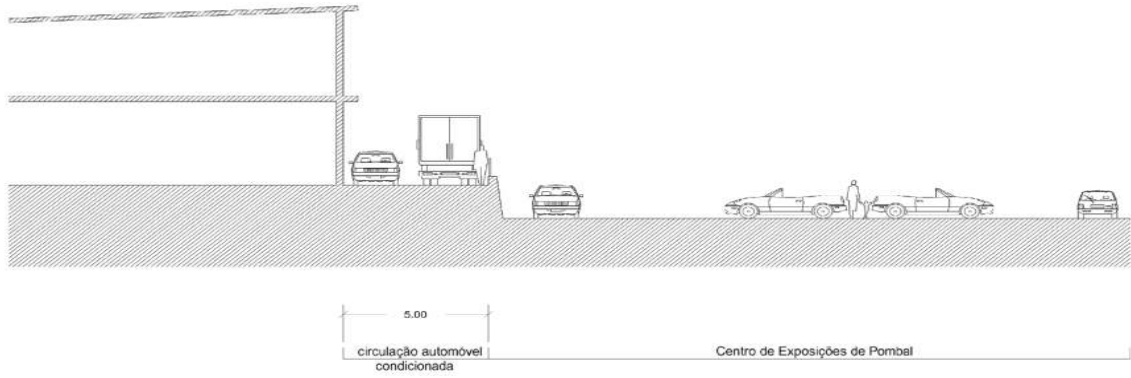 5.00
circulação automóvel
condicionada
Centro de Exposições de Pombal